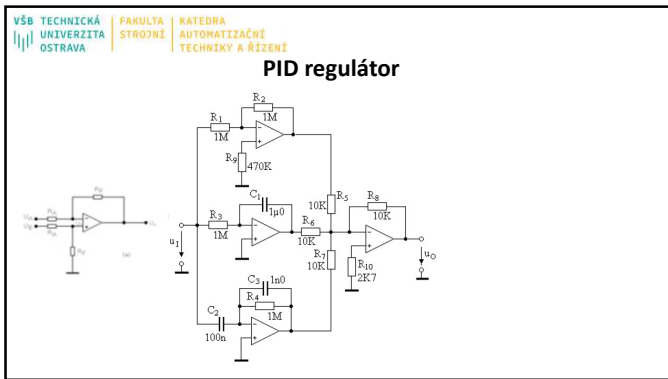 VŠB TECHNICKÁ
UNIVERZITA
OSTRAVA
FAKULTA
STROJNÍ
KATEDRA
AUTOMATIZAČNÍ
TECHNIKY A ŘÍZENÍ
PID regulátor
R2
1M
R1
1M
R9
470K
C1
1µ0
R3
1M
R5
10K
R6
10K
R7
10K
R8
10K
R10
2K7
uI
uO
C3 1n0
R4
1M
C2
100n
(a)